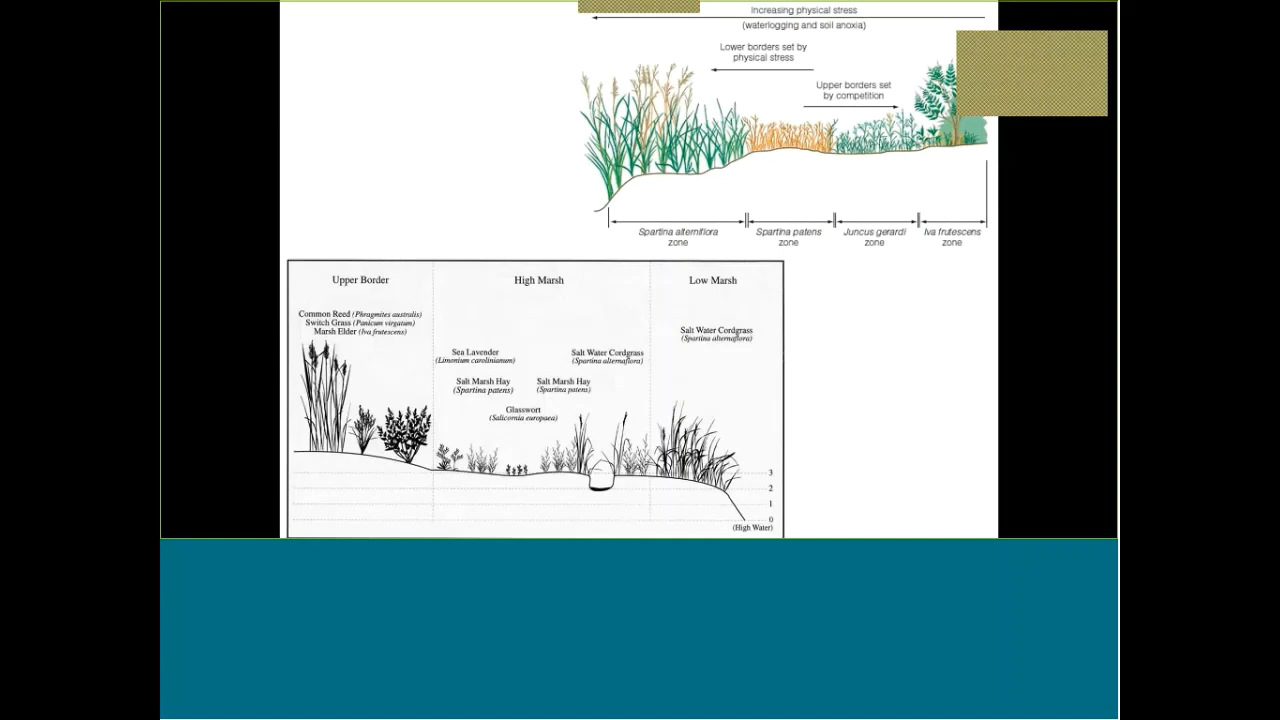 Increasing physical stress
(waterlogging and soil anoxia)
Lower borders set by
physical stress
Upper borders set
by competition
Spartina alterniflora
zone
Spartina patens
zone
Juncus gerardi
zone
Iva frutescens
zone
Upper Border
High Marsh
Low Marsh
Common Reed (Phragmites australis)
Switch Grass (Panicum virgatum)
Marsh Elder (Iva frutescens)
Sea Lavender
(Limonium carolinianum)
Salt Water Cordgrass
(Spartina alternaflora)
Salt Water Cordgrass
(Spartina alternaflora)
Salt Marsh Hay
(Spartina patens)
Salt Marsh Hay
(Spartina patens)
Glasswort
(Salicornia europaea)
3
2
1
0
(High Water)